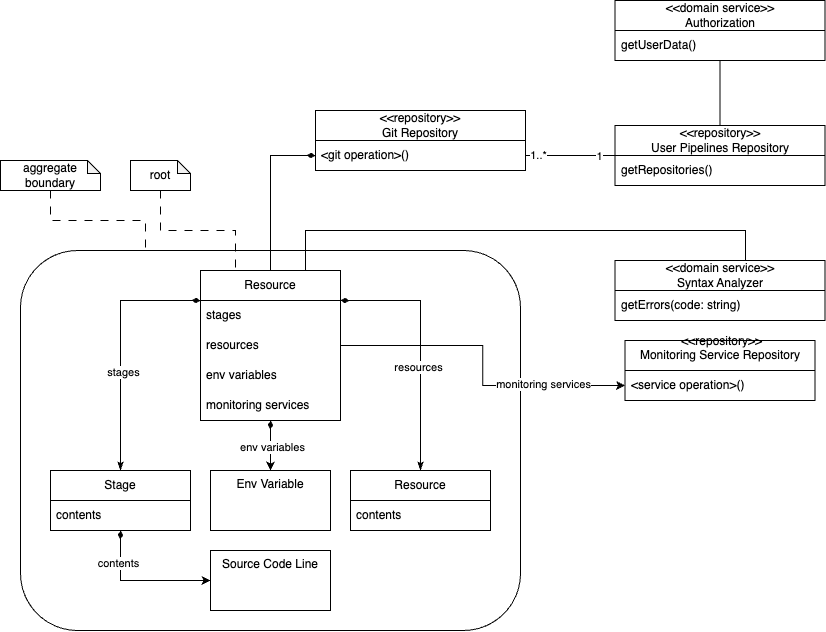 <<domain service>>
Authorization
getUserData()
<<repository>>
Git Repository
<git operation>()
1..*
1
<<repository>>
User Pipelines Repository
getRepositories()
aggregate
boundary
root
<<domain service>>
Syntax Analyzer
getErrors(code: string)
Resource
stages
resources
env variables
monitoring services
<<repository>>
Monitoring Service Repository
<service operation>()
stages
resources
monitoring services
env variables
Stage
contents
Env Variable
Resource
contents
contents
Source Code Line